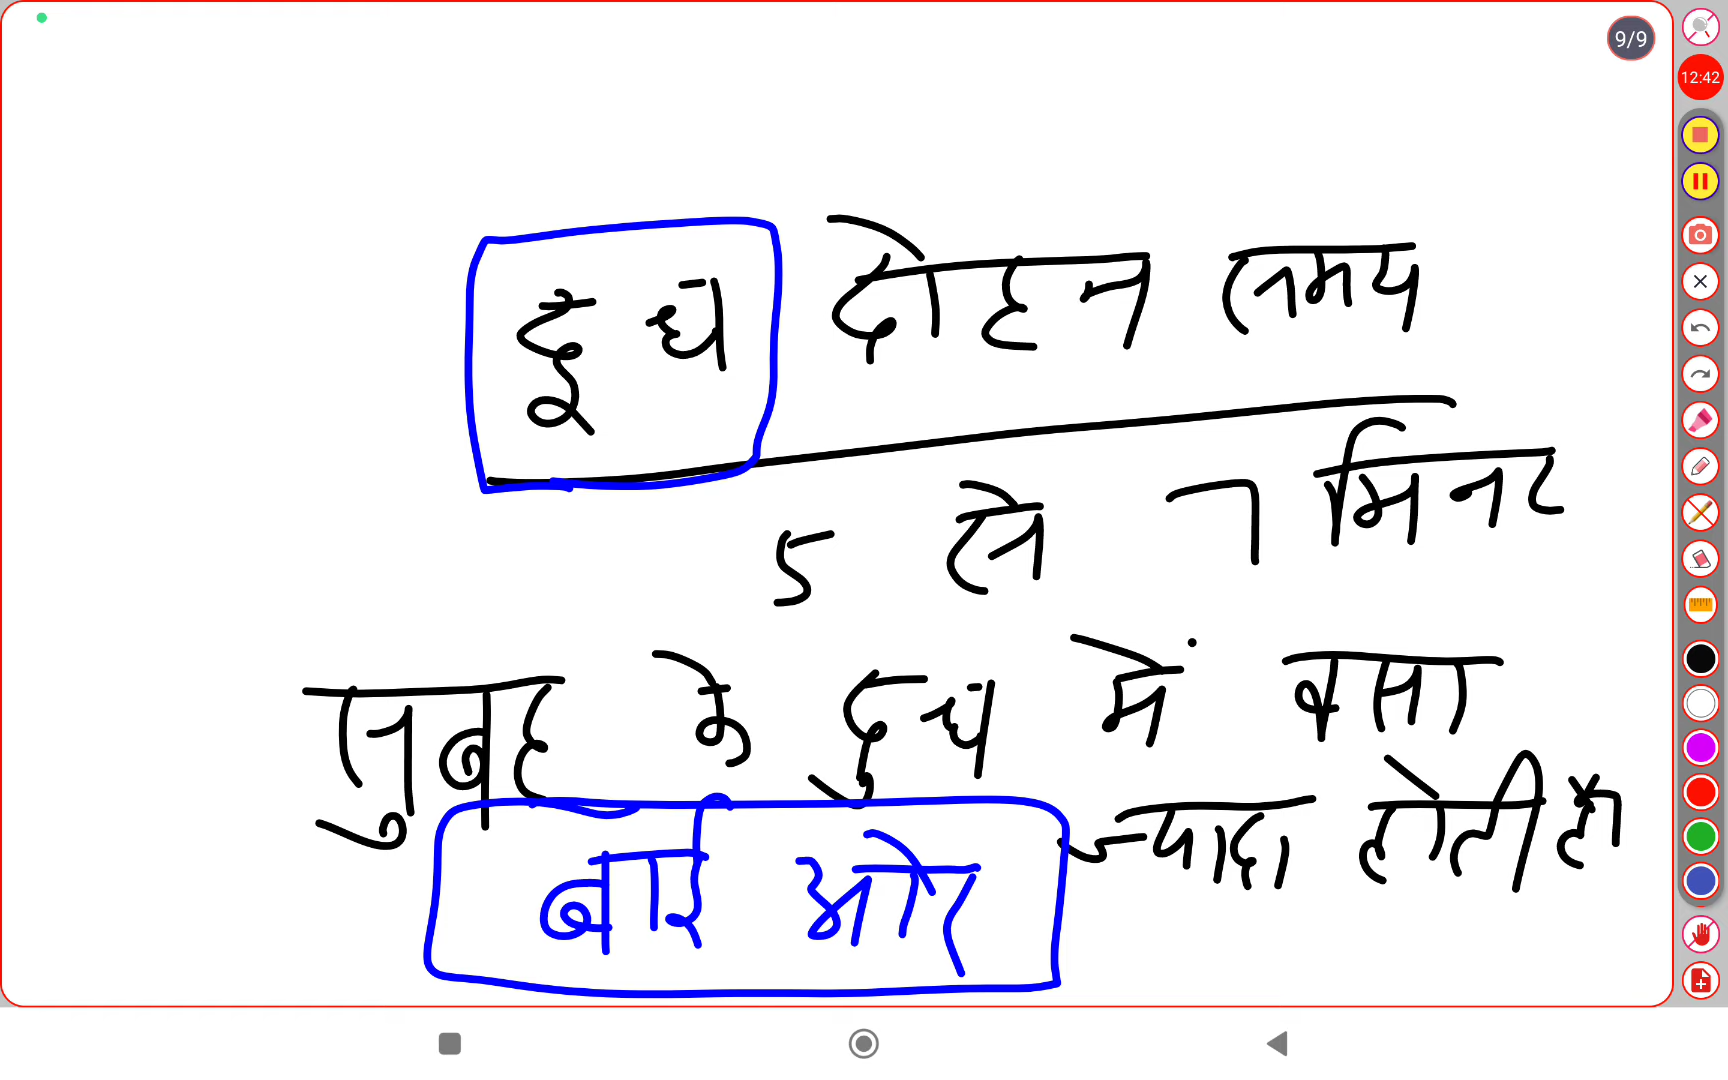 9/9
12:42
दूध दोहन समय
5 से 7 मिनट
सुबह के दूध में वसा
ज्यादा होती है
बाई ओर